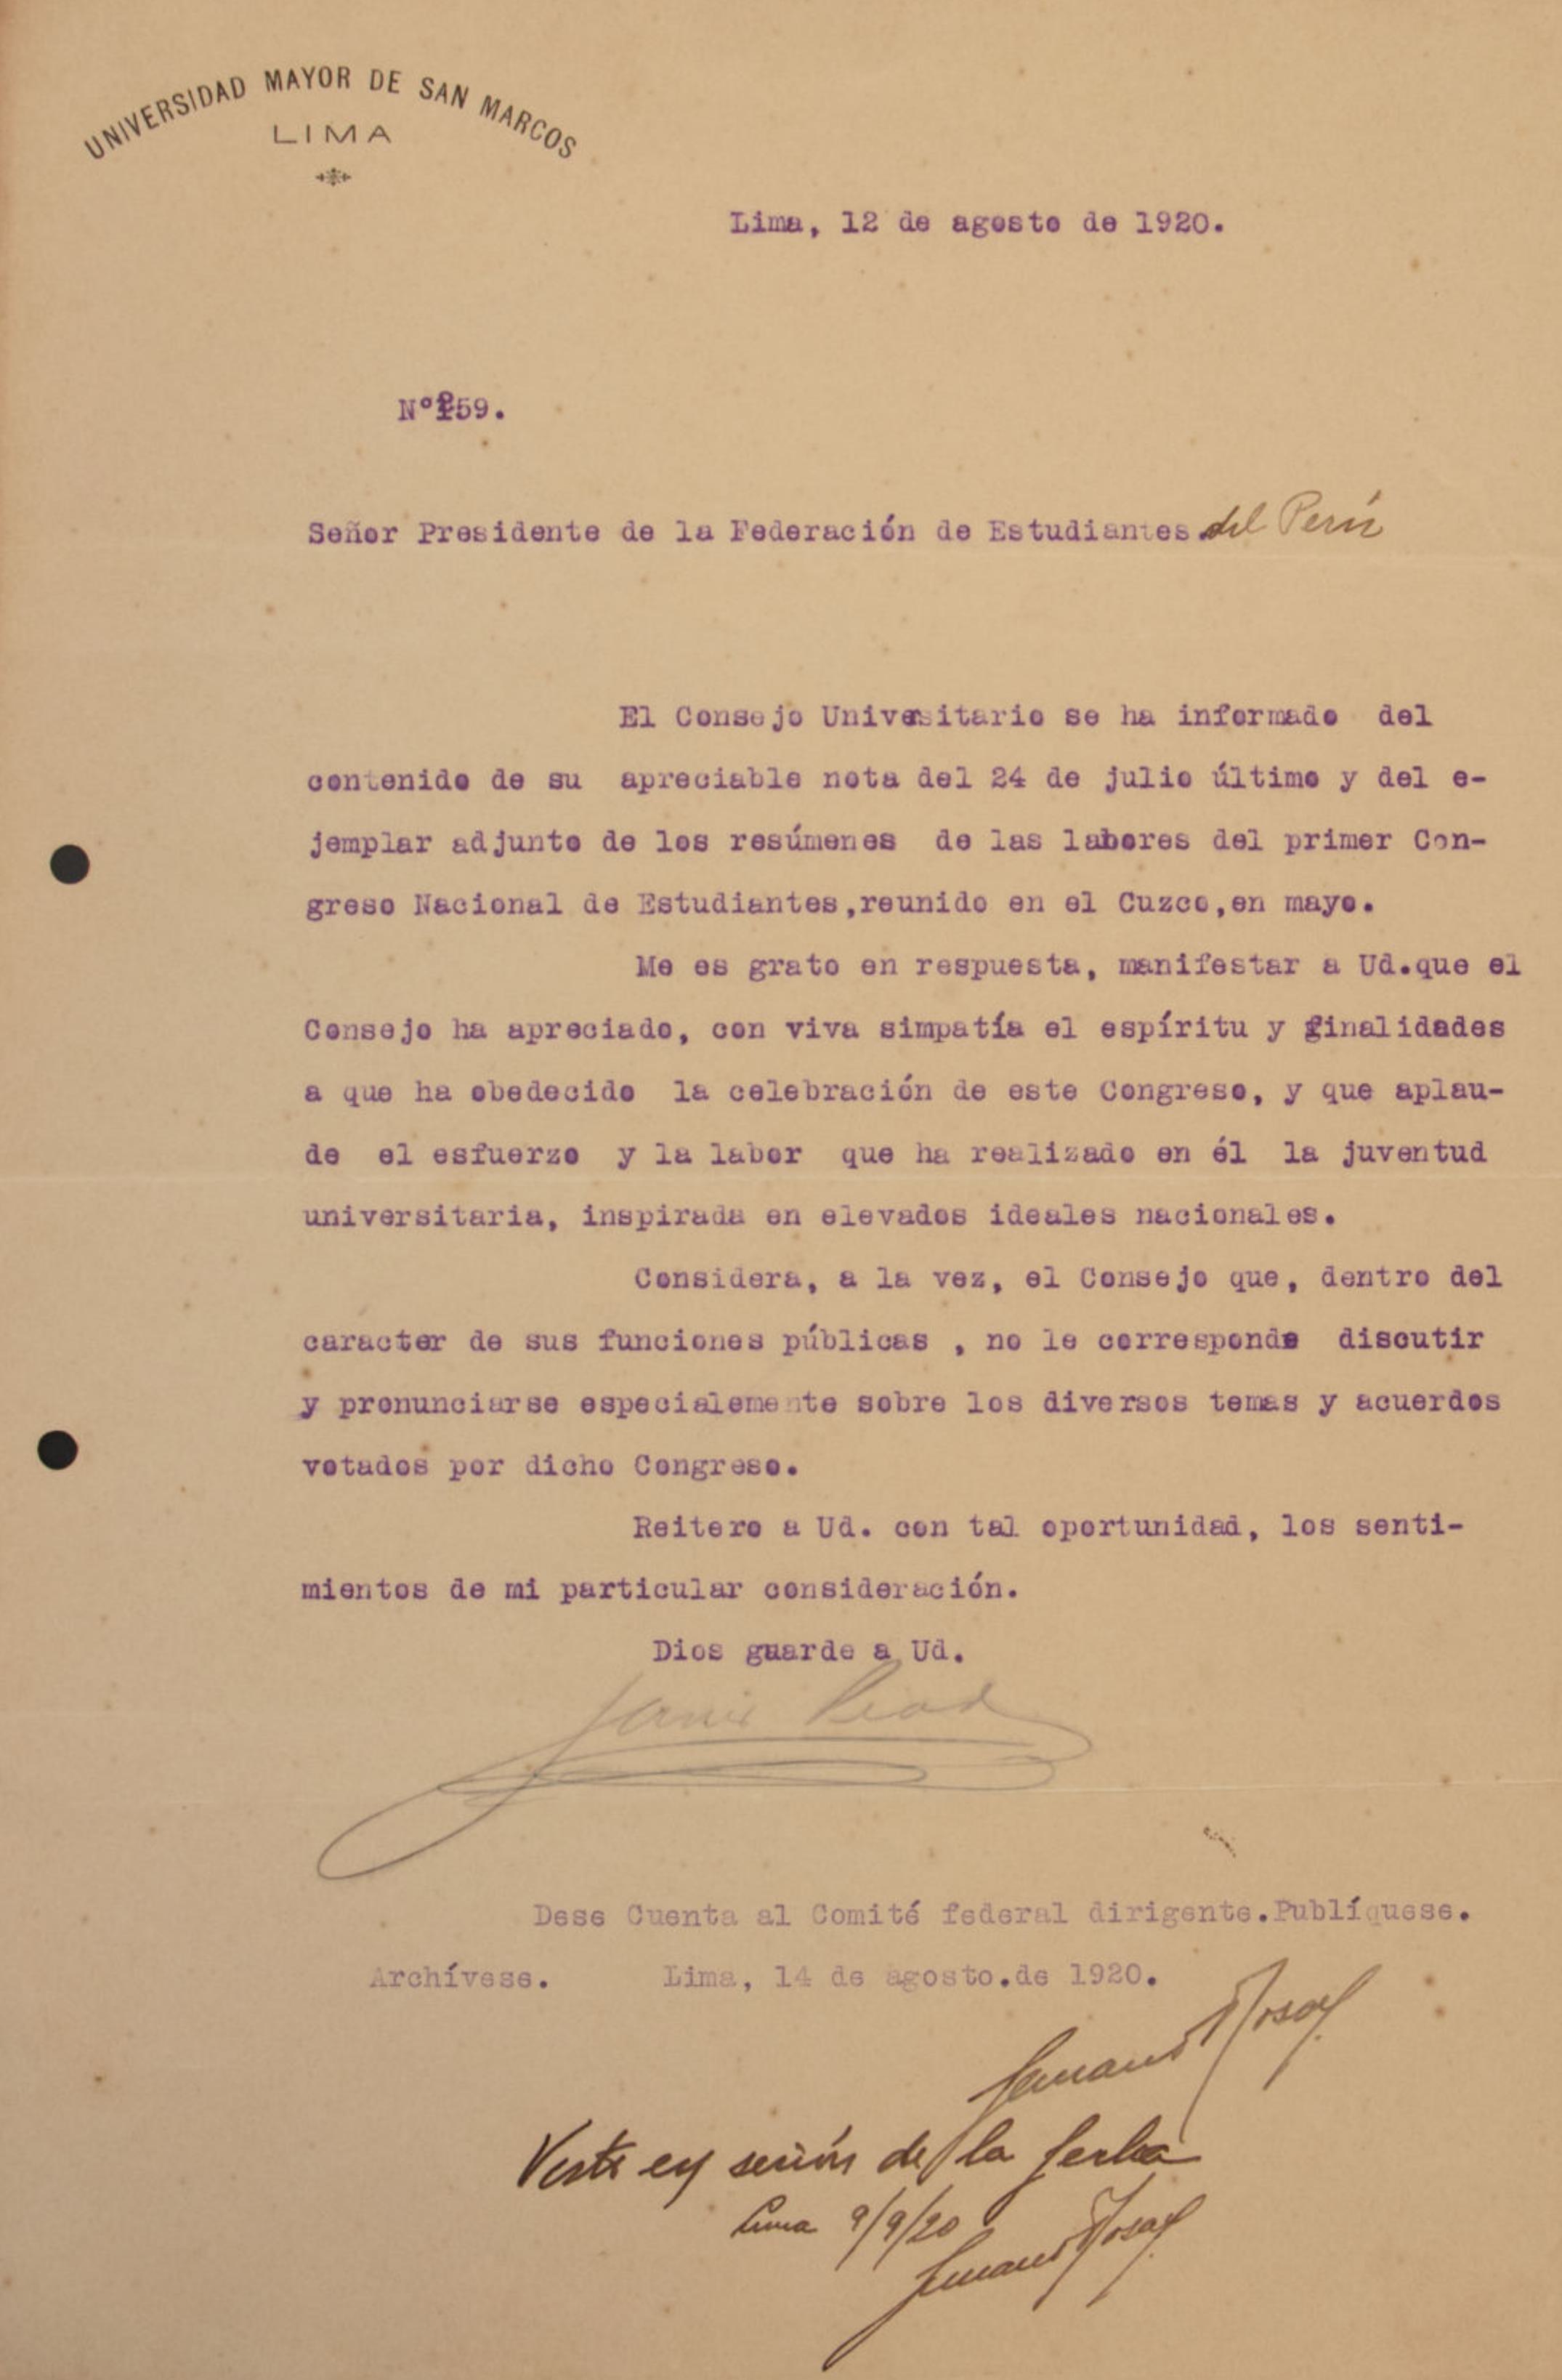 UNIVERSIDAD MAYOR DE SAN MARCOS
LIMA
Lima, 12 de agosto de 1920.
N°259.
Señor Presidente de la Federación de Estudiantes del Perú
El Consejo Univesitario se ha informado del
contenido de su apreciable nota del 24 de julio último y del e-
jemplar adjunto de los resúmenes de las labores del primer Con-
greso Nacional de Estudiantes,reunido en el Cuzco,en mayo.
Me es grato en respuesta, manifestar a Ud.que el
Consejo ha apreciado, con viva simpatía el espíritu y finalidades
a que ha obedecido la celebración de este Congreso, y que aplau-
de el esfuerzo y la labor que ha realizado en él la juventud
universitaria, inspirada en elevados ideales nacionales.
Considera, a la vez, el Consejo que, dentro del
carácter de sus funciones públicas , no le corresponde discutir
y pronunciarse especialemente sobre los diversos temas y acuerdos
votados por dicho Congreso.
Reitero a Ud. con tal oportunidad, los senti-
mientos de mi particular consideración.
Dios guarde a Ud.
Javier Prado
Dese Cuenta al Comité federal dirigente.Publíquese.
Archívese. Lima, 14 de agosto.de 1920.
Vista en sesión de la fecha
Lima 9/9/20